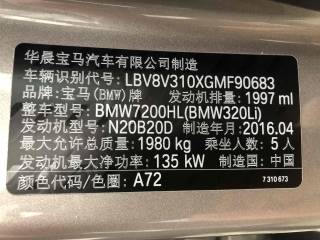 华晨宝马汽车有限公司制造
车辆识别代号: LBV8V310XGMF90683
品牌: 宝马(BMW)牌 发动机排量: 1997 ml
整车型号: BMW7200HL(BMW320Li)
发动机型号: N20B20D 制造年月: 2016.04
最大允许总质量: 1980 kg 乘坐人数: 5 人
发动机最大净功率: 135 kW 制造国: 中国
颜色代码/色圈: A72
7 310 673